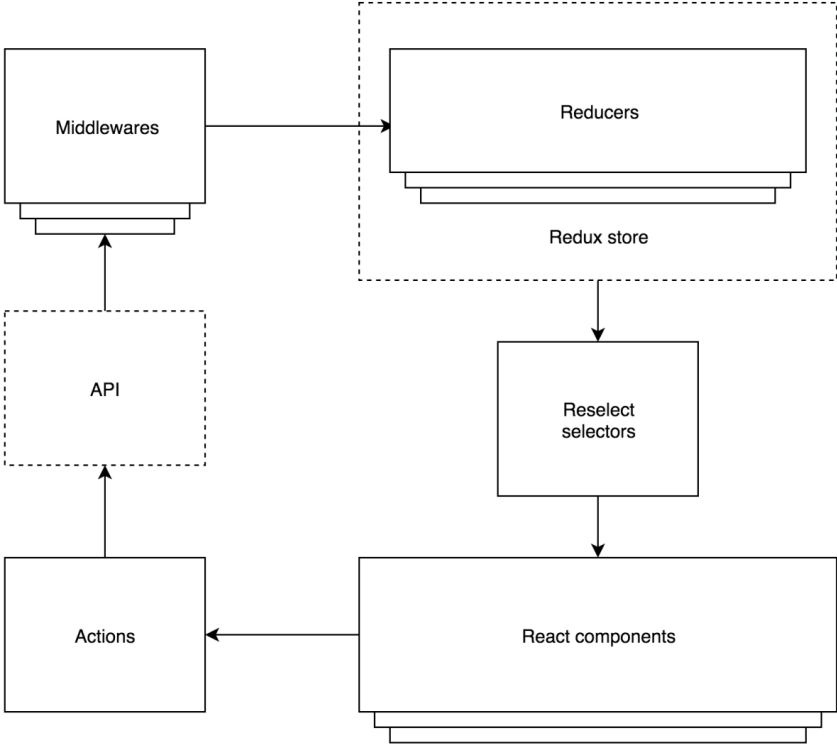 Middlewares
Reducers
Redux store
API
Reselect
selectors
Actions
React components